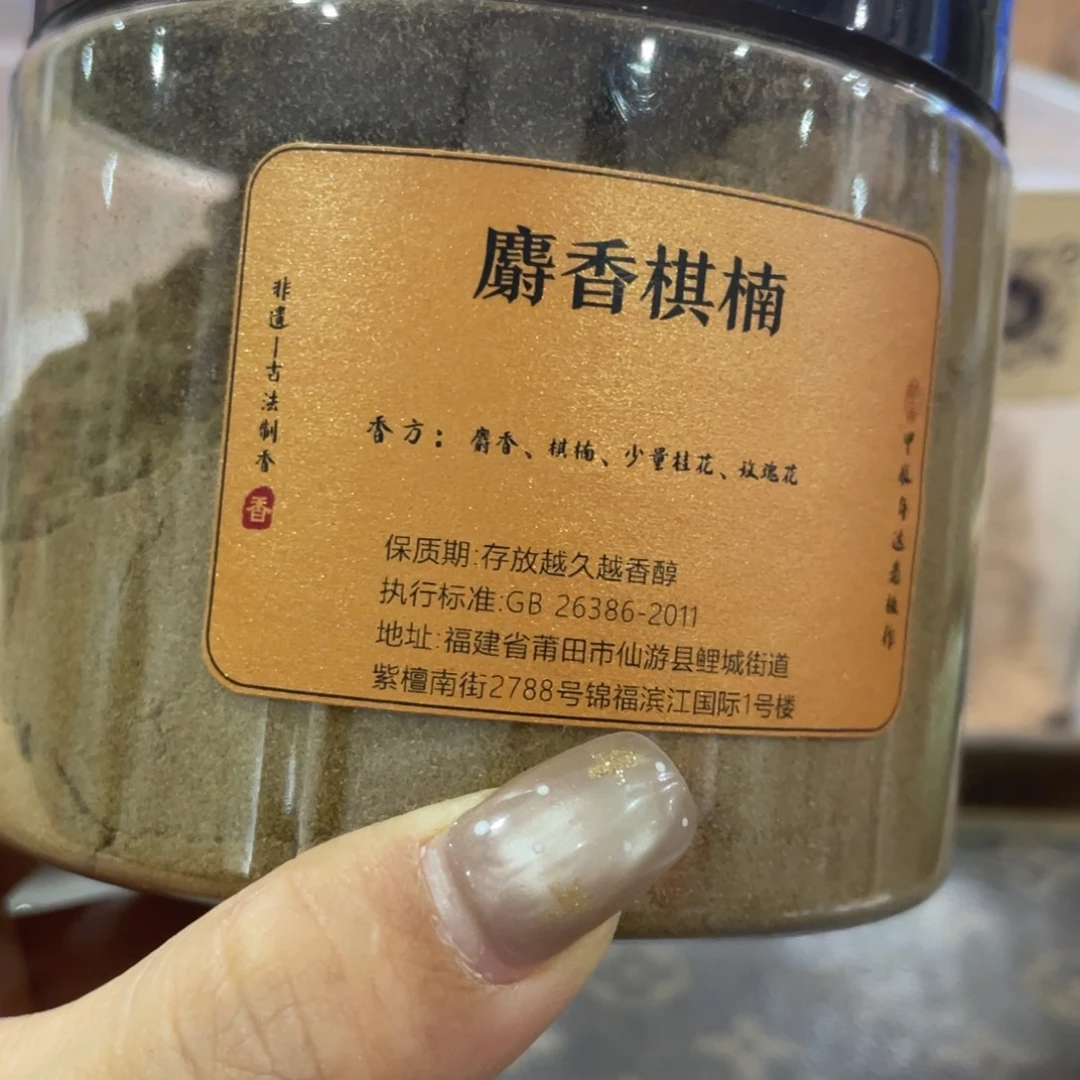 麝香棋楠
非遗—古法制香
香
香方：麝香、棋楠、少量桂花、玫瑰花
保质期:存放越久越香醇
执行标准:GB 26386-2011
地址:福建省莆田市仙游县鲤城街道
紫檀南街2788号锦福滨江国际1号楼